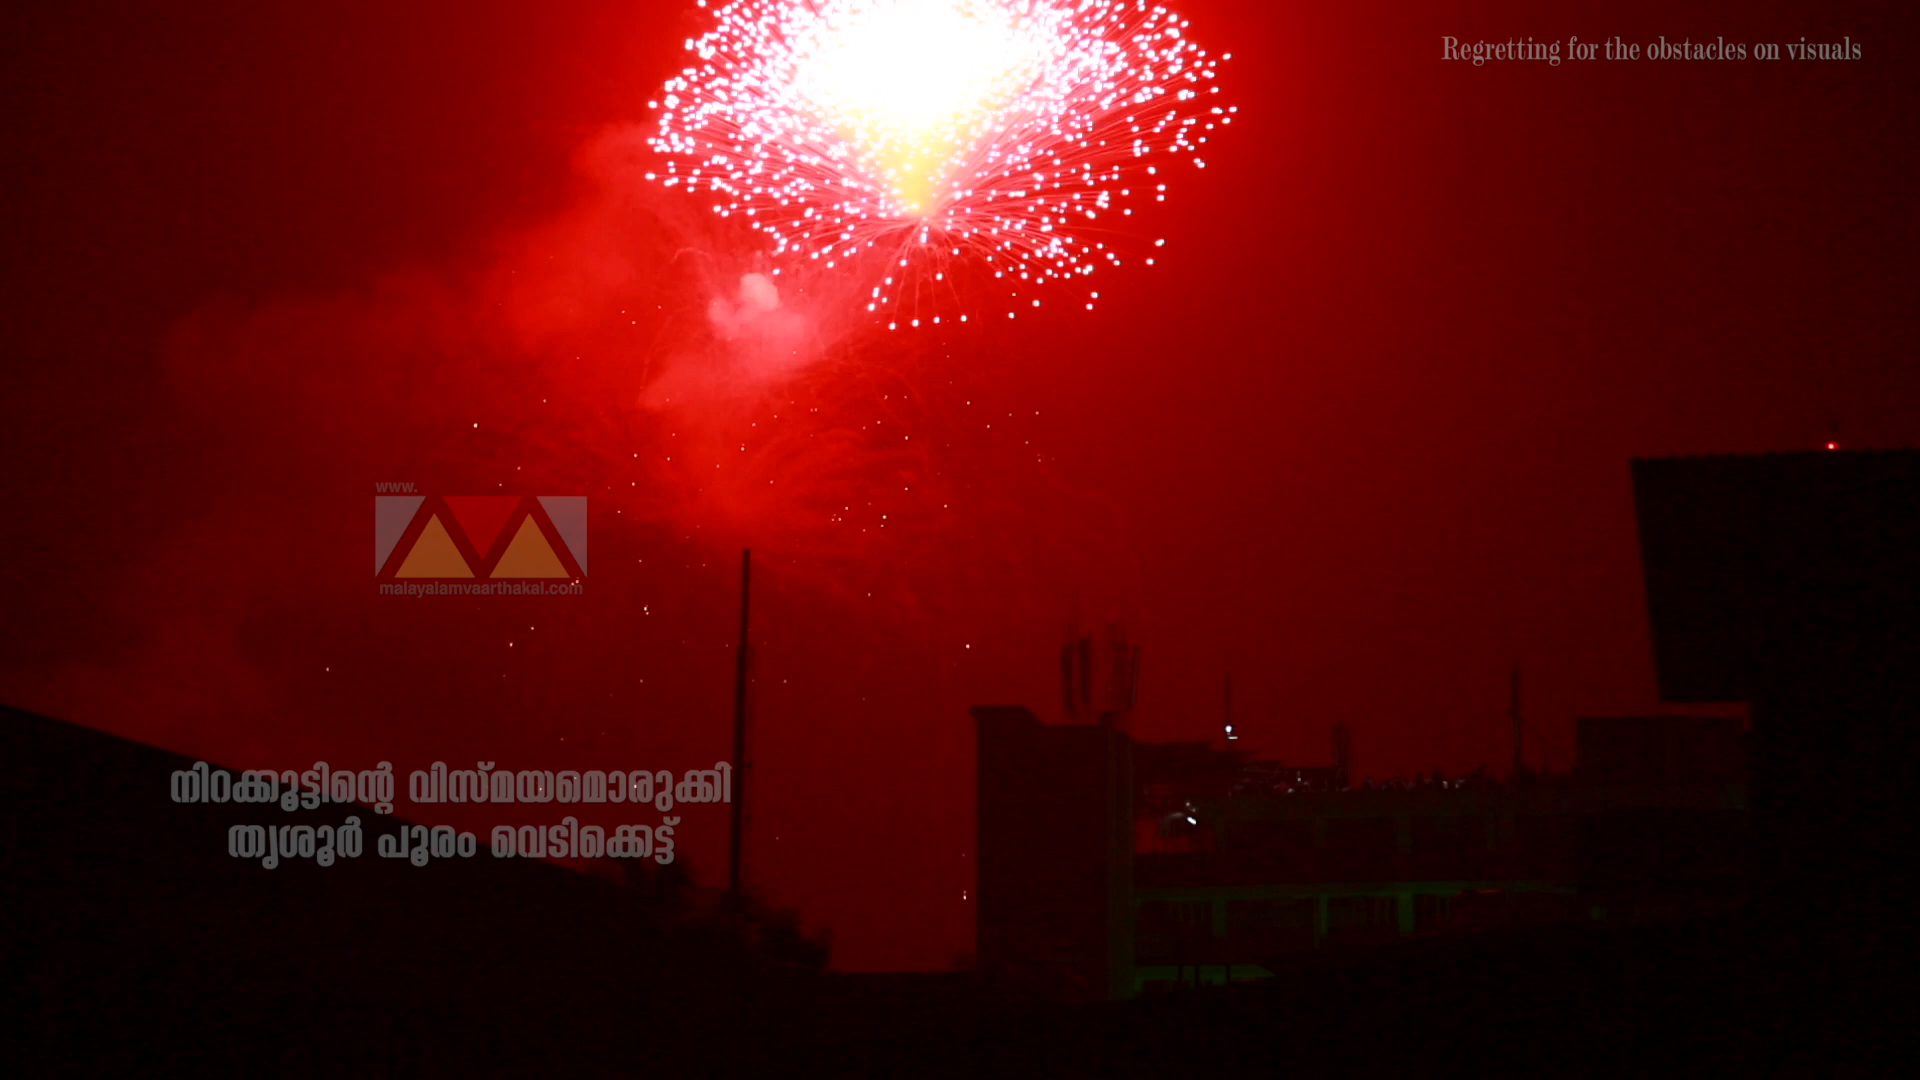 Regretting for the obstacles on visuals
www.
malayalamvaarthakal.com
നിറക്കൂട്ടിന്റെ വിസ്മയമൊരുക്കി
തൃശൂർ പൂരം വെടിക്കെട്ട്